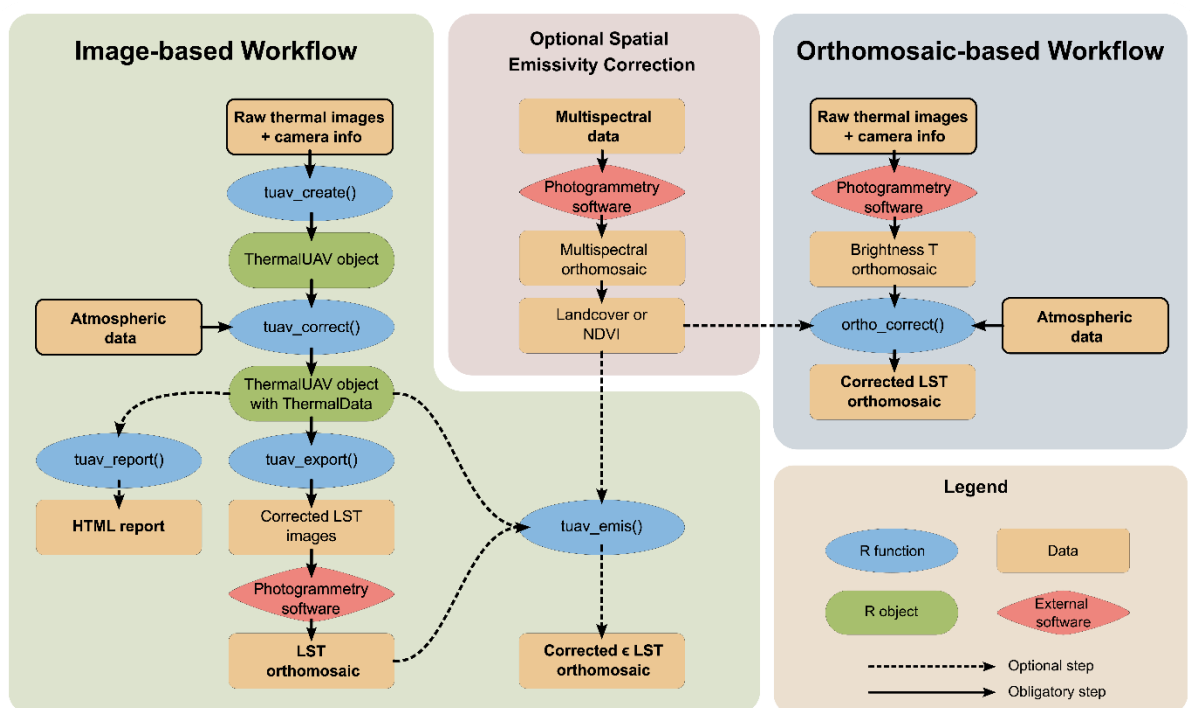 Image-based Workflow
Raw thermal images
+ camera info
tuav_create()
ThermalUAV object
Atmospheric
data
tuav_correct()
ThermalUAV object
with ThermalData
tuav_report()
tuav_export()
HTML report
Corrected LST
images
Photogrammetry
software
LST
orthomosaic
Optional Spatial
Emissivity Correction
Multispectral
data
Photogrammetry
software
Multispectral
orthomosaic
Landcover or
NDVI
tuav_emis()
Corrected ϵ LST
orthomosaic
Orthomosaic-based Workflow
Raw thermal images
+ camera info
Photogrammetry
software
Brightness T
orthomosaic
ortho_correct()
Atmospheric
data
Corrected LST
orthomosaic
Legend
R function
Data
R object
External
software
Optional step
Obligatory step